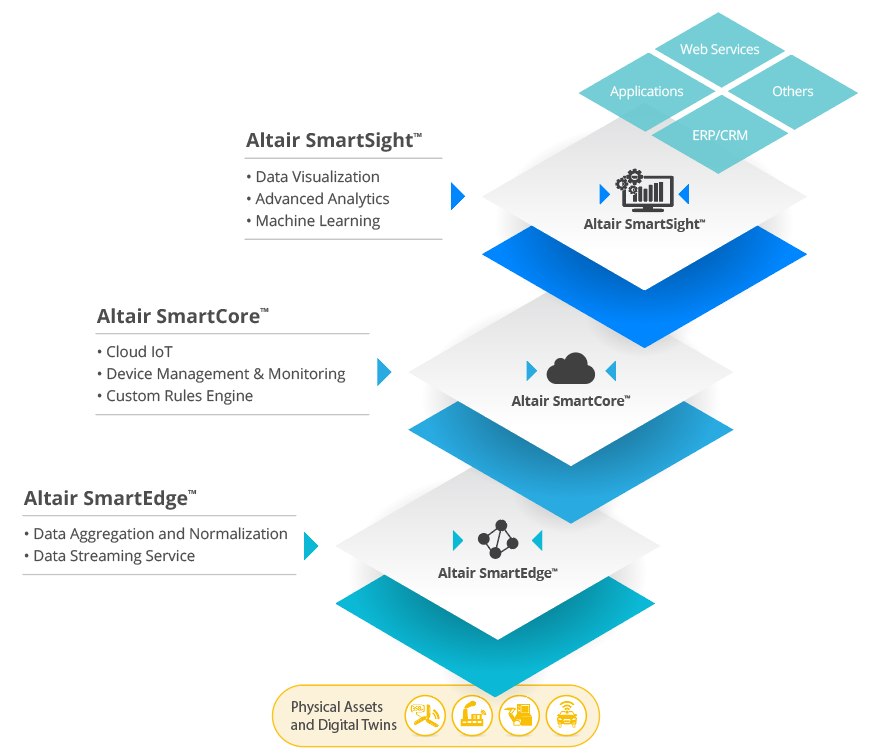 Web Services
Applications
Others
ERP/CRM
Altair SmartSight™
• Data Visualization
• Advanced Analytics
• Machine Learning
Altair SmartSight™
Altair SmartCore™
• Cloud IoT
• Device Management & Monitoring
• Custom Rules Engine
Altair SmartCore™
Altair SmartEdge™
• Data Aggregation and Normalization
• Data Streaming Service
Altair SmartEdge™
Physical Assets
and Digital Twins